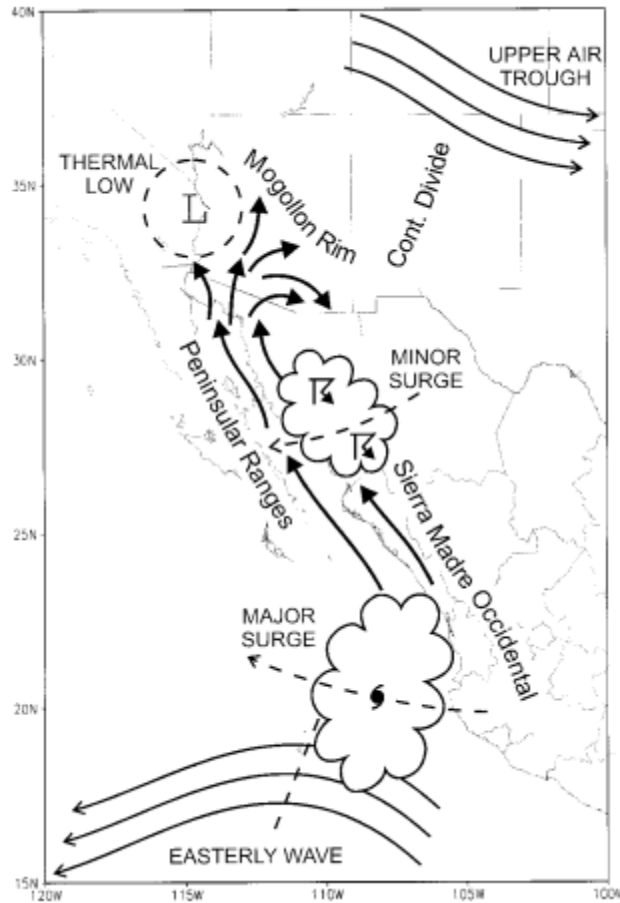 40N
UPPER AIR
TROUGH
THERMAL
LOW
L
Mogollon Rim
Cont. Divide
35N
30N
MINOR
SURGE
Peninsular Ranges
Sierra Madre Occidental
25N
MAJOR
SURGE
20N
EASTERLY WAVE
15N
120W
115W
110W
105W
100W